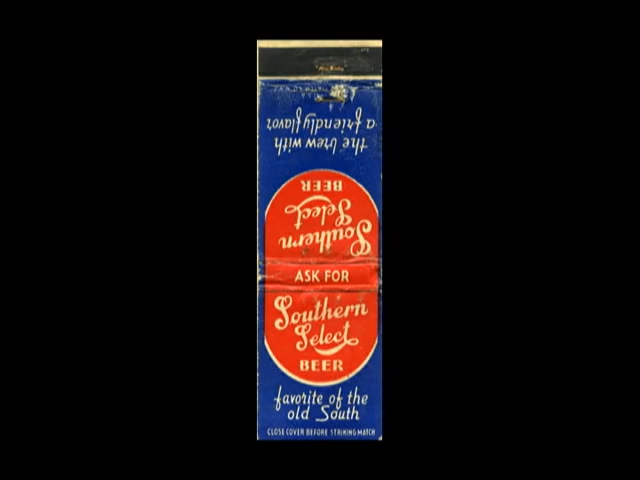 the brew with
a friendly flavor
Southern
Select
BEER
ASK FOR
Southern
Select
BEER
favorite of the
old South
CLOSE COVER BEFORE STRIKING MATCH